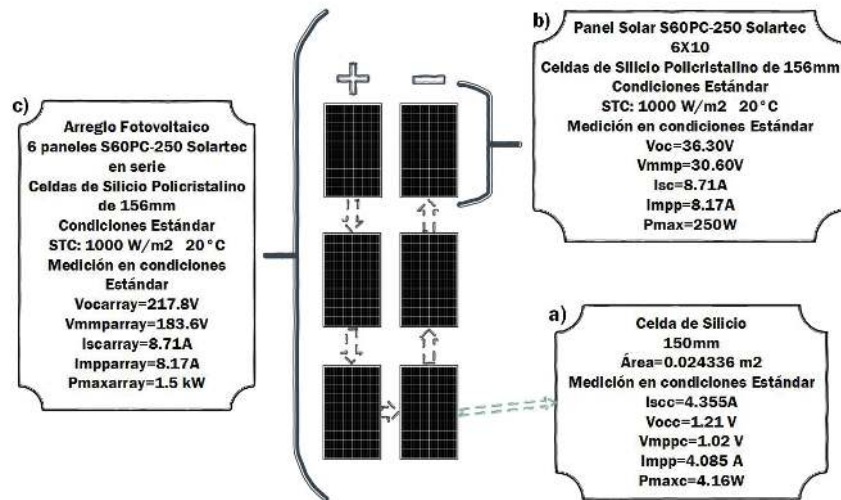 c)
Arreglo Fotovoltaico
6 paneles S60PC-250 Solartec
en serie
Celdas de Silicio Policristalino
de 156mm
Condiciones Estándar
STC: 1000 W/m2 20°C
Medición en condiciones
Estándar
Vocarray=217.8V
Vmmparray=183.6V
Iscarray=8.71A
Impparray=8.17A
Pmaxarray=1.5 kW
b)
Panel Solar S60PC-250 Solartec
6X10
Celdas de Silicio Policristalino de 156mm
Condiciones Estándar
STC: 1000 W/m2 20°C
Medición en condiciones Estándar
Voc=36.30V
Vmmp=30.60V
Isc=8.71A
Impp=8.17A
Pmax=250W
a)
Celda de Silicio
150mm
Área=0.024336 m2
Medición en condiciones Estándar
Iscc=4.355A
Vocc=1.21 V
Vmppc=1.02 V
Impp=4.085 A
Pmaxc=4.16W